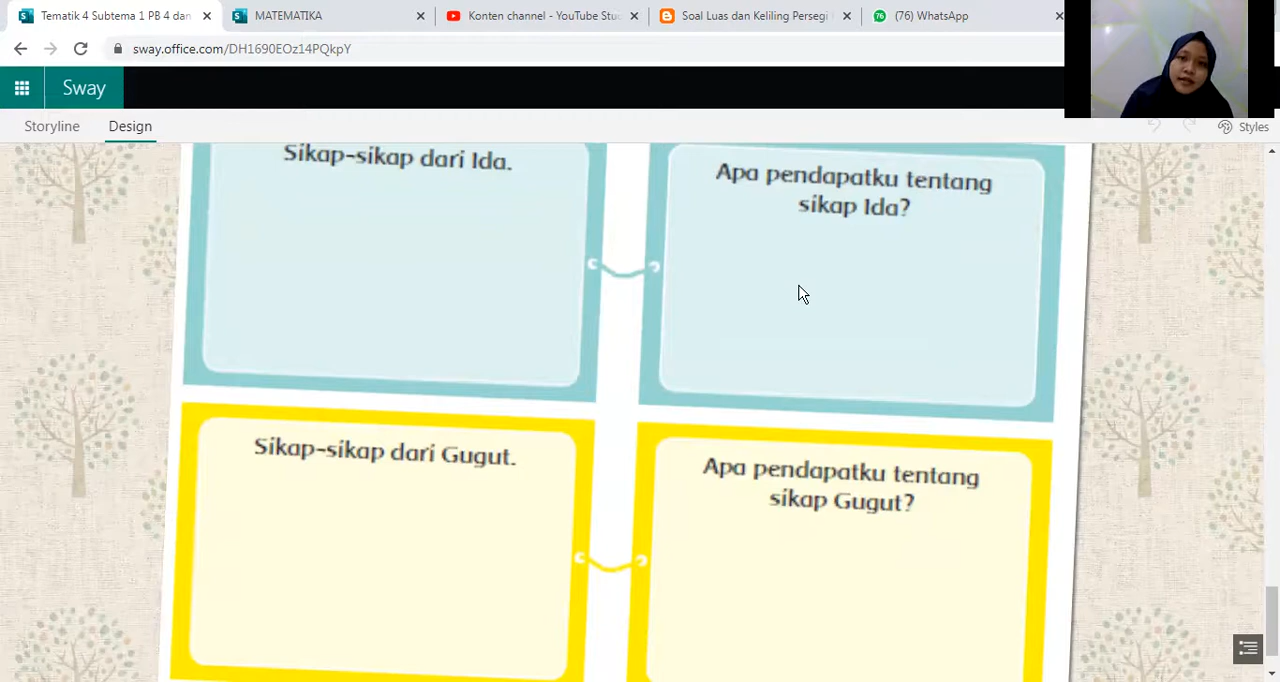 Tematik 4 Subtema 1 PB 4 dan
MATEMATIKA
Konten channel - YouTube Stu
Soal Luas dan Keliling Persegi
(76) WhatsApp
sway.office.com/DH1690EOz14PQkpY
Sway
Storyline
Design
Styles
Sikap-sikap dari Ida.
Apa pendapatku tentang
sikap Ida?
Sikap-sikap dari Gugut.
Apa pendapatku tentang
sikap Gugut?